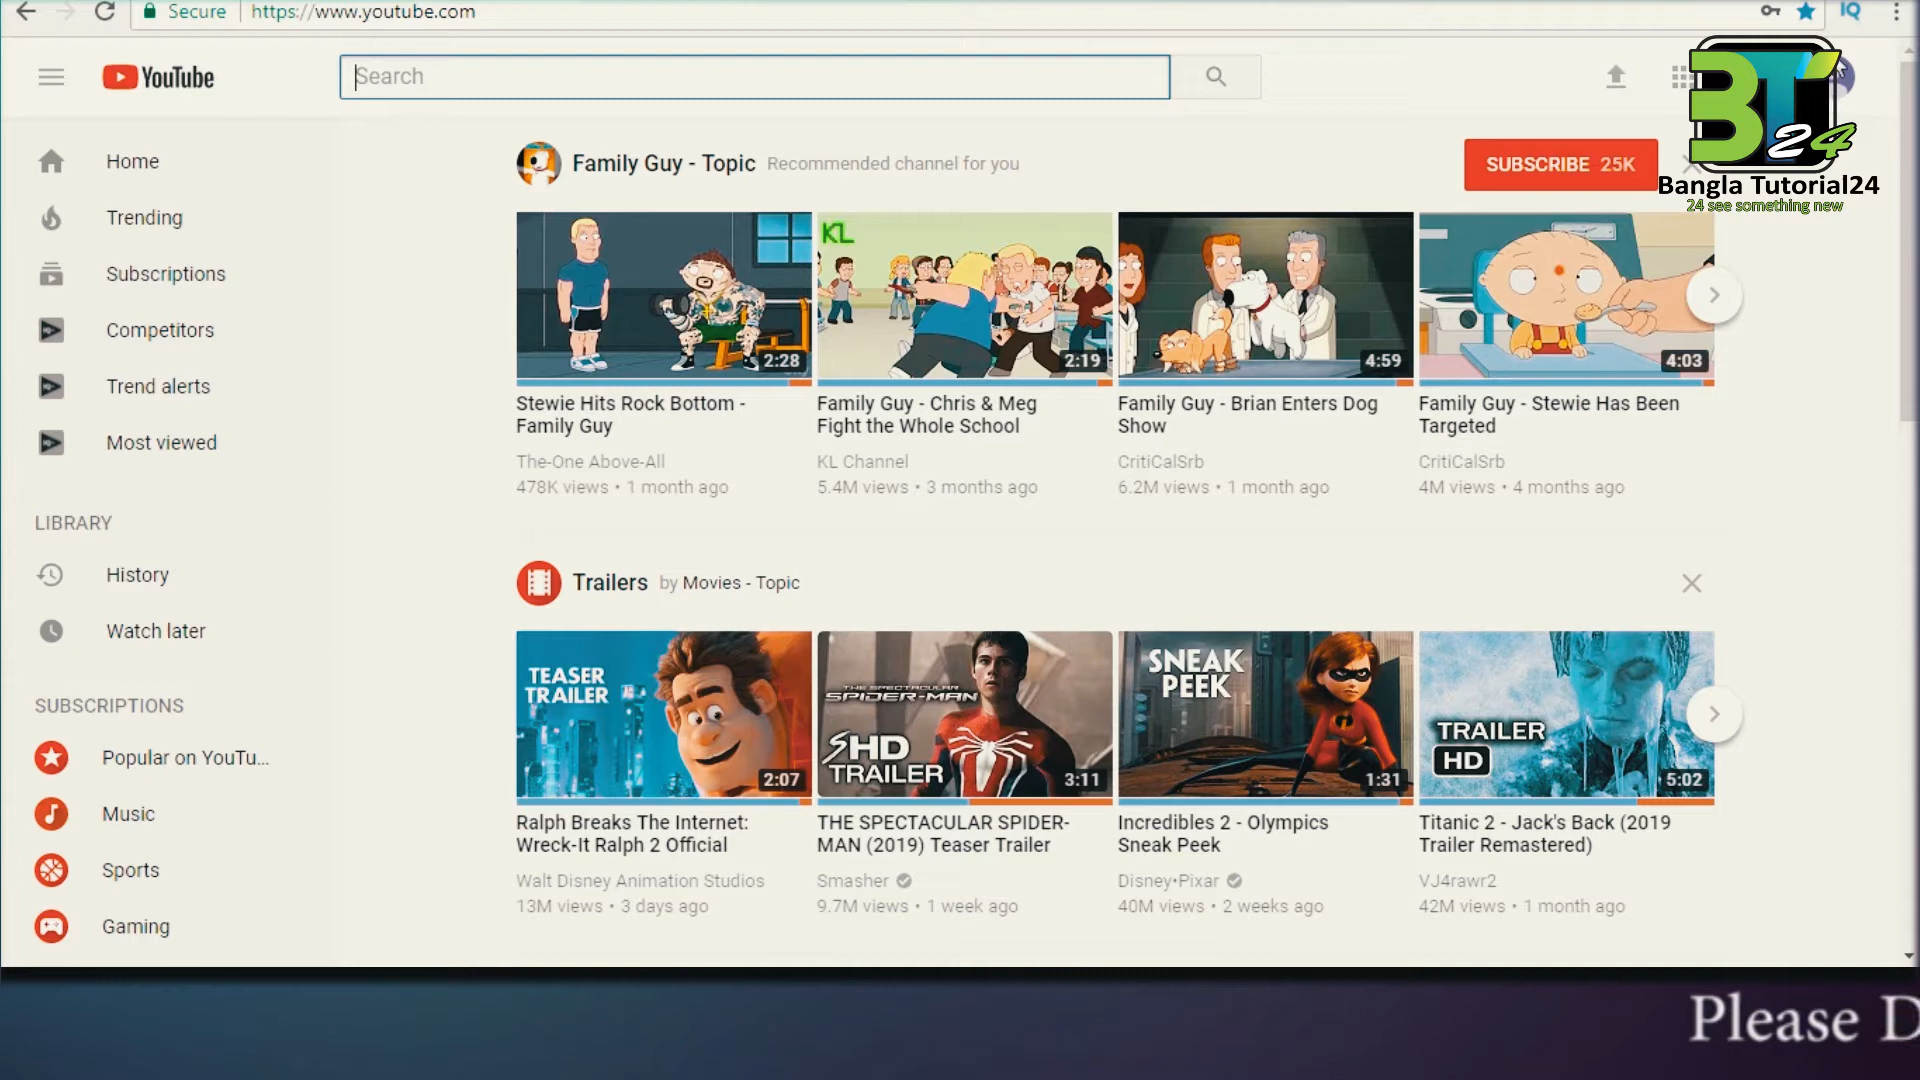 Secure https://www.youtube.com
IQ
YouTube
Search
Home
Trending
Subscriptions
Competitors
Trend alerts
Most viewed
LIBRARY
History
Watch later
SUBSCRIPTIONS
Popular on YouTu...
Music
Sports
Gaming
Family Guy - Topic Recommended channel for you
SUBSCRIBE 25K
BT
24
Bangla Tutorial24
24 see something new
2:28
Stewie Hits Rock Bottom -
Family Guy
The-One Above-All
478K views • 1 month ago
KL
2:19
Family Guy - Chris & Meg
Fight the Whole School
KL Channel
5.4M views • 3 months ago
4:59
Family Guy - Brian Enters Dog
Show
CritiCalSrb
6.2M views • 1 month ago
4:03
Family Guy - Stewie Has Been
Targeted
CritiCalSrb
4M views • 4 months ago
Trailers by Movies - Topic
TEASER
TRAILER
2:07
Ralph Breaks The Internet:
Wreck-It Ralph 2 Official
Walt Disney Animation Studios
13M views • 3 days ago
THE SPECTACULAR
SPIDER-MAN
HD
TRAILER
3:11
THE SPECTACULAR SPIDER-
MAN (2019) Teaser Trailer
Smasher
9.7M views • 1 week ago
SNEAK
PEEK
1:31
Incredibles 2 - Olympics
Sneak Peek
Disney•Pixar
40M views • 2 weeks ago
TRAILER
HD
5:02
Titanic 2 - Jack's Back (2019
Trailer Remastered)
VJ4rawr2
42M views • 1 month ago
Please D